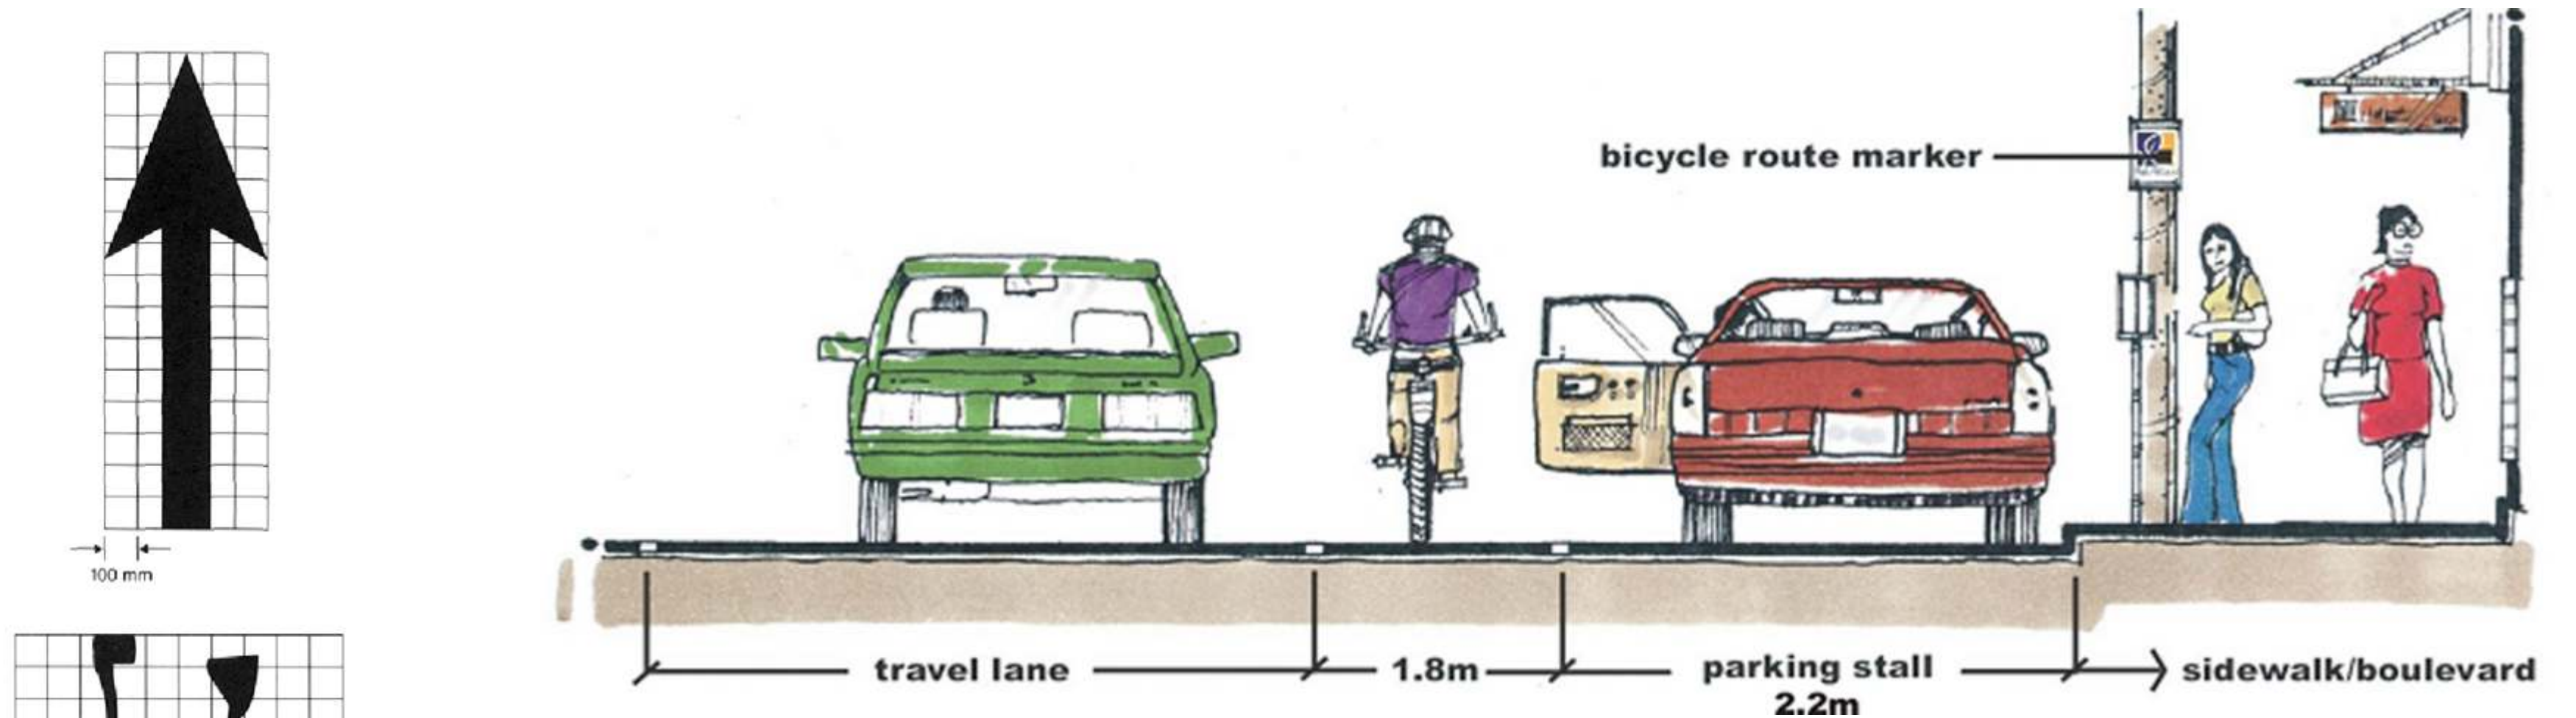 bicycle route marker
100 mm
travel lane
1.8m
parking stall
2.2m
sidewalk/boulevard